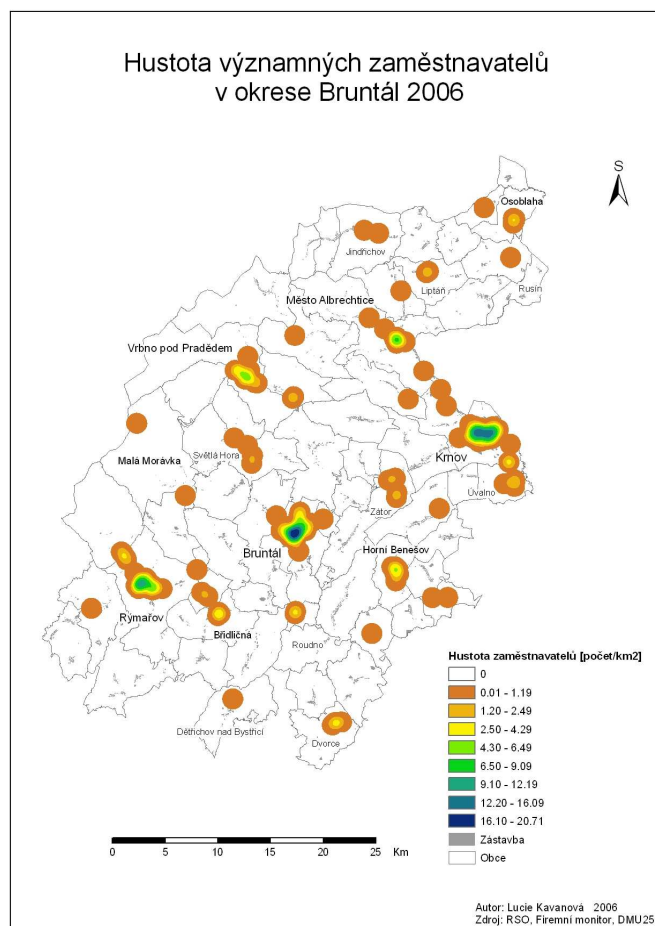 Hustota významných zaměstnavatelů
v okrese Bruntál 2006
S
Osoblaha
Jindřichov
Liptáň
Rusín
Město Albrechtice
Vrbno pod Pradědem
Světlá Hora
Malá Morávka
Krnov
Úvalno
Zátor
Bruntál
Horní Benešov
Rýmařov
Břidličná
Roudno
Dětřichov nad Bystřicí
Dvorce
Hustota zaměstnavatelů [počet/km2]
0
0.01 - 1.19
1.20 - 2.49
2.50 - 4.29
4.30 - 6.49
6.50 - 9.09
9.10 - 12.19
12.20 - 16.09
16.10 - 20.71
Zástavba
Obce
0 5 10 15 20 25 Km
Autor: Lucie Kavanová 2006
Zdroj: RSO, Firemní monitor, DMU25